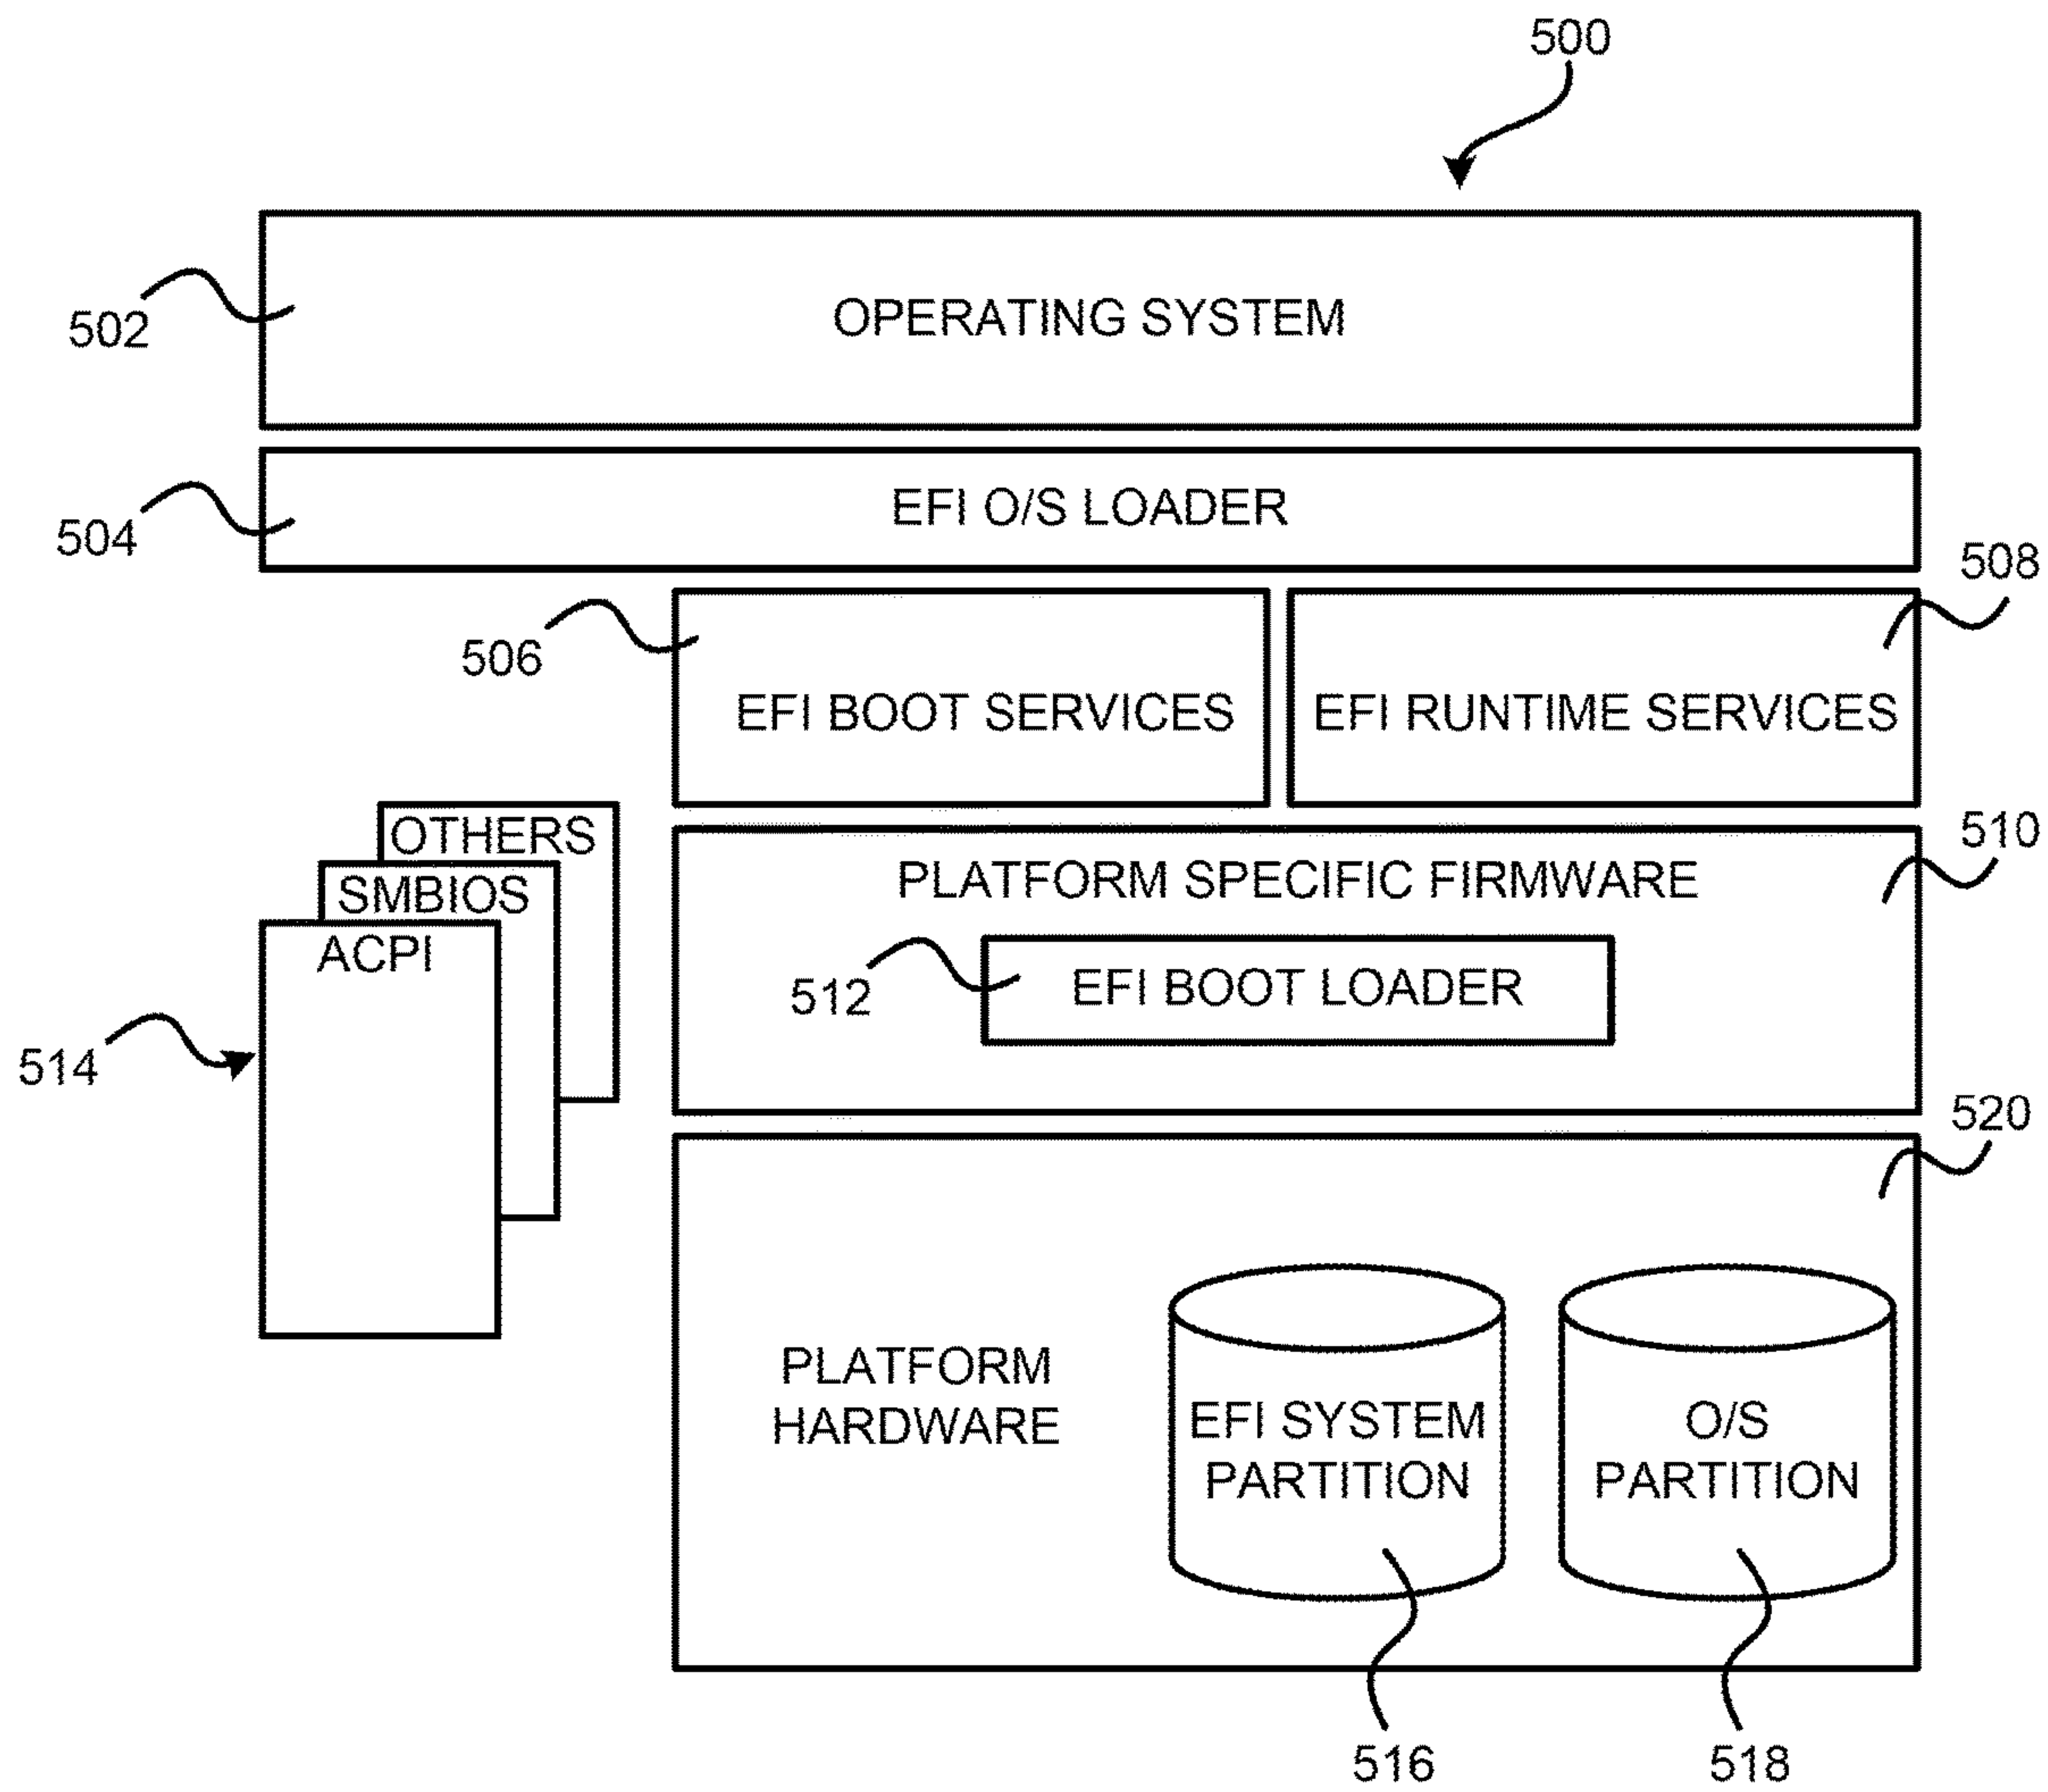 500
OPERATING SYSTEM
502
EFI O/S LOADER
504
508
506
EFI BOOT SERVICES
EFI RUNTIME SERVICES
OTHERS
SMBIOS
ACPI
514
510
PLATFORM SPECIFIC FIRMWARE
512
EFI BOOT LOADER
520
PLATFORM
HARDWARE
EFI SYSTEM
PARTITION
O/S
PARTITION
516
518